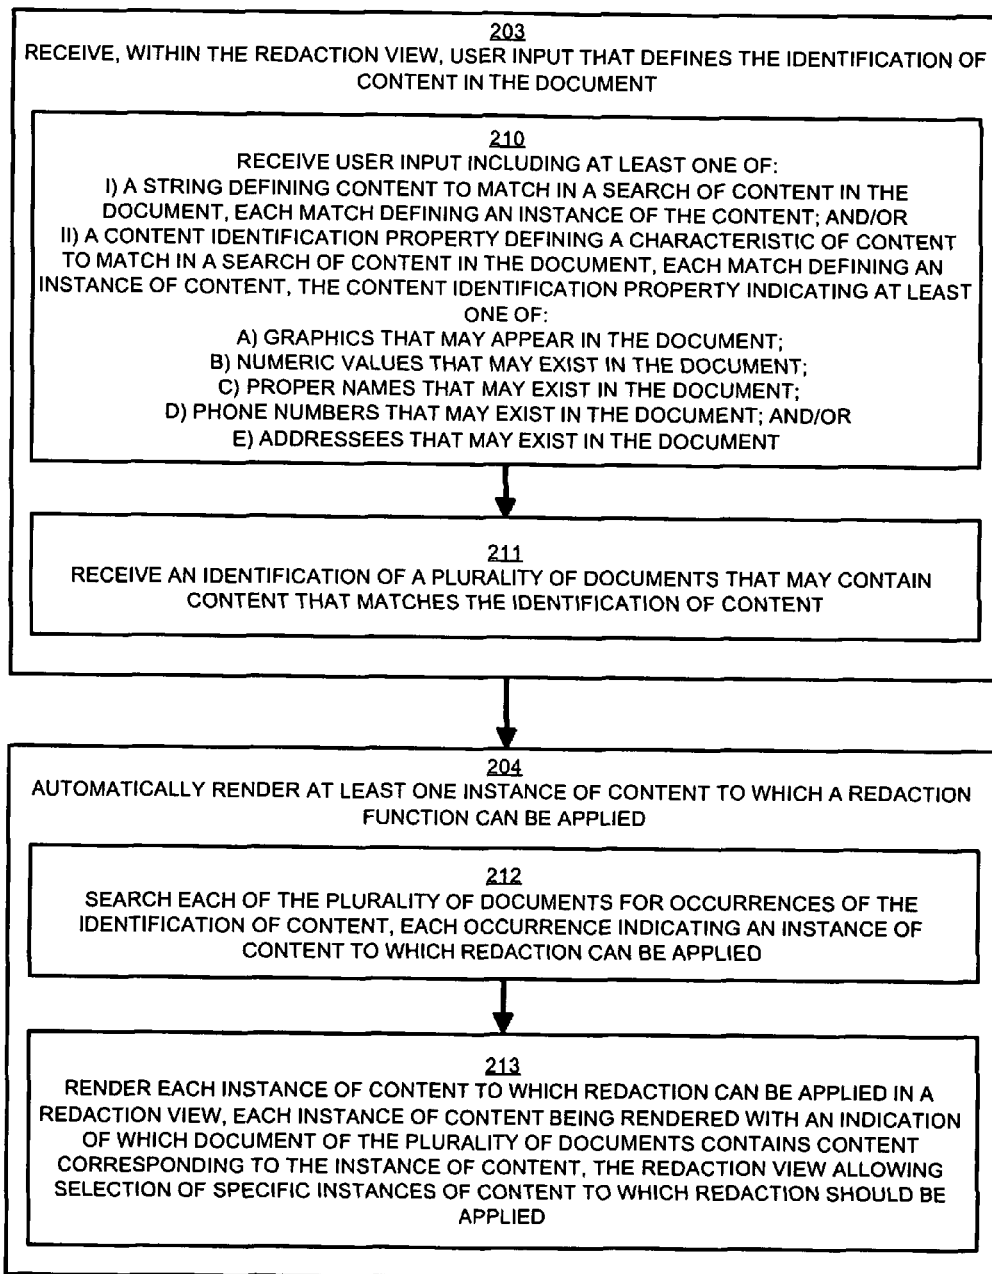 203
RECEIVE, WITHIN THE REDACTION VIEW, USER INPUT THAT DEFINES THE IDENTIFICATION OF
CONTENT IN THE DOCUMENT
210
RECEIVE USER INPUT INCLUDING AT LEAST ONE OF:
I) A STRING DEFINING CONTENT TO MATCH IN A SEARCH OF CONTENT IN THE
DOCUMENT, EACH MATCH DEFINING AN INSTANCE OF THE CONTENT; AND/OR
II) A CONTENT IDENTIFICATION PROPERTY DEFINING A CHARACTERISTIC OF CONTENT
TO MATCH IN A SEARCH OF CONTENT IN THE DOCUMENT, EACH MATCH DEFINING AN
INSTANCE OF CONTENT, THE CONTENT IDENTIFICATION PROPERTY INDICATING AT LEAST
ONE OF:
A) GRAPHICS THAT MAY APPEAR IN THE DOCUMENT;
B) NUMERIC VALUES THAT MAY EXIST IN THE DOCUMENT;
C) PROPER NAMES THAT MAY EXIST IN THE DOCUMENT;
D) PHONE NUMBERS THAT MAY EXIST IN THE DOCUMENT; AND/OR
E) ADDRESSEES THAT MAY EXIST IN THE DOCUMENT
211
RECEIVE AN IDENTIFICATION OF A PLURALITY OF DOCUMENTS THAT MAY CONTAIN
CONTENT THAT MATCHES THE IDENTIFICATION OF CONTENT
204
AUTOMATICALLY RENDER AT LEAST ONE INSTANCE OF CONTENT TO WHICH A REDACTION
FUNCTION CAN BE APPLIED
212
SEARCH EACH OF THE PLURALITY OF DOCUMENTS FOR OCCURRENCES OF THE
IDENTIFICATION OF CONTENT, EACH OCCURRENCE INDICATING AN INSTANCE OF
CONTENT TO WHICH REDACTION CAN BE APPLIED
213
RENDER EACH INSTANCE OF CONTENT TO WHICH REDACTION CAN BE APPLIED IN A
REDACTION VIEW, EACH INSTANCE OF CONTENT BEING RENDERED WITH AN INDICATION
OF WHICH DOCUMENT OF THE PLURALITY OF DOCUMENTS CONTAINS CONTENT
CORRESPONDING TO THE INSTANCE OF CONTENT, THE REDACTION VIEW ALLOWING
SELECTION OF SPECIFIC INSTANCES OF CONTENT TO WHICH REDACTION SHOULD BE
APPLIED